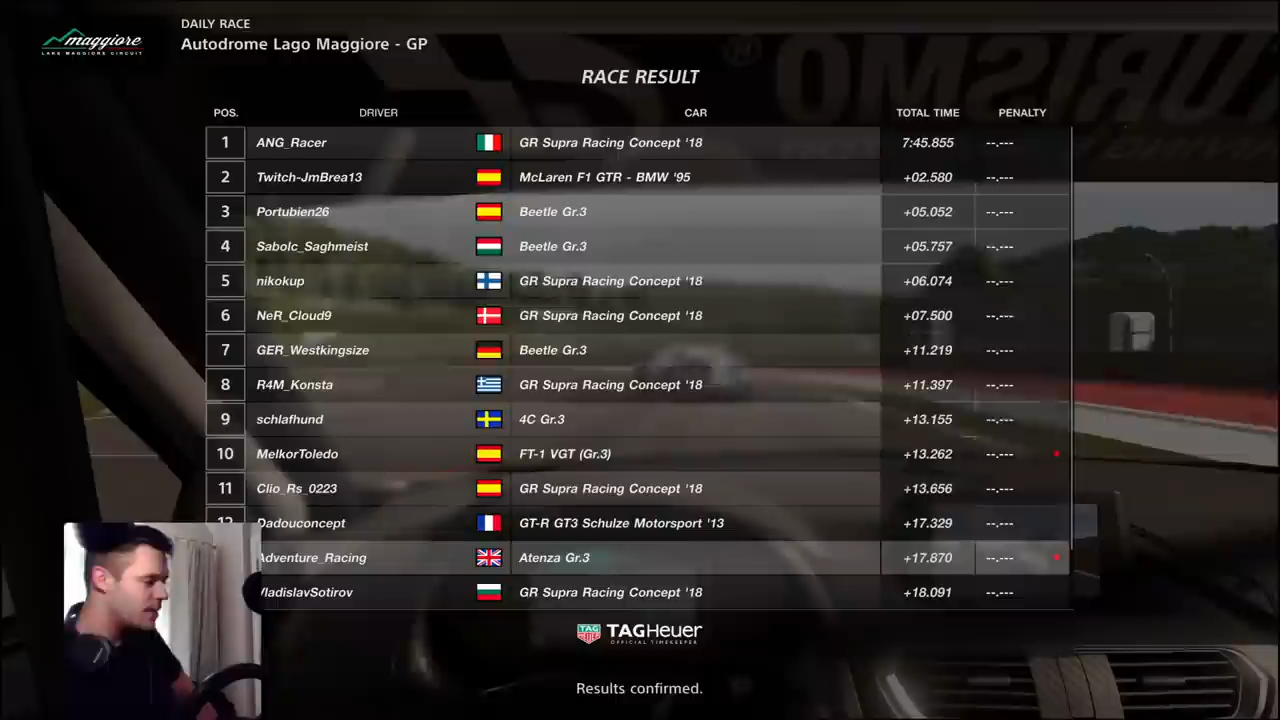 maggiore
LAKE MAGGIORE CIRCUIT
DAILY RACE
Autodrome Lago Maggiore - GP
RACE RESULT
POS. DRIVER CAR TOTAL TIME PENALTY
1 ANG_Racer GR Supra Racing Concept '18 7:45.855 --.---
2 Twitch-JmBrea13 McLaren F1 GTR - BMW '95 +02.580 --.---
3 Portubien26 Beetle Gr.3 +05.052 --.---
4 Sabolc_Saghmeist Beetle Gr.3 +05.757 --.---
5 nikokup GR Supra Racing Concept '18 +06.074 --.---
6 NeR_Cloud9 GR Supra Racing Concept '18 +07.500 --.---
7 GER_Westkingsize Beetle Gr.3 +11.219 --.---
8 R4M_Konsta GR Supra Racing Concept '18 +11.397 --.---
9 schlafhund 4C Gr.3 +13.155 --.---
10 MelkorToledo FT-1 VGT (Gr.3) +13.262 --.---
11 Clio_Rs_0223 GR Supra Racing Concept '18 +13.656 --.---
12 Dadouconcept GT-R GT3 Schulze Motorsport '13 +17.329 --.---
Adventure_Racing Atenza Gr.3 +17.870 --.---
VladislavSotirov GR Supra Racing Concept '18 +18.091 --.---
TAG HEUER
TAGHeuer
OFFICIAL TIMEKEEPER
Results confirmed.